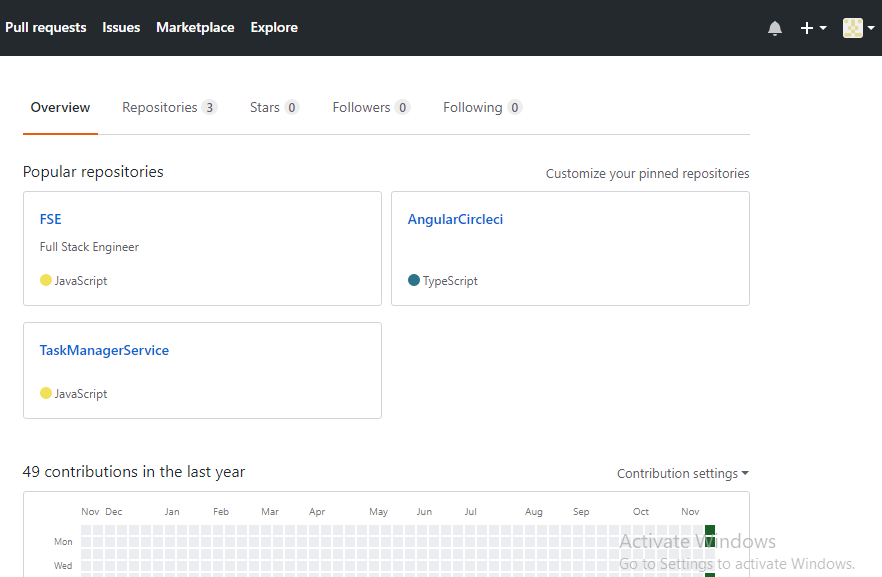 Pull requests Issues Marketplace Explore
Overview Repositories 3 Stars 0 Followers 0 Following 0
Popular repositories Customize your pinned repositories
FSE AngularCircleci
Full Stack Engineer
JavaScript TypeScript
TaskManagerService
JavaScript
49 contributions in the last year Contribution settings
Nov Dec Jan Feb Mar Apr May Jun Jul Aug Sep Oct Nov
Mon
Activate Windows
Wed
Go to Settings to activate Windows.